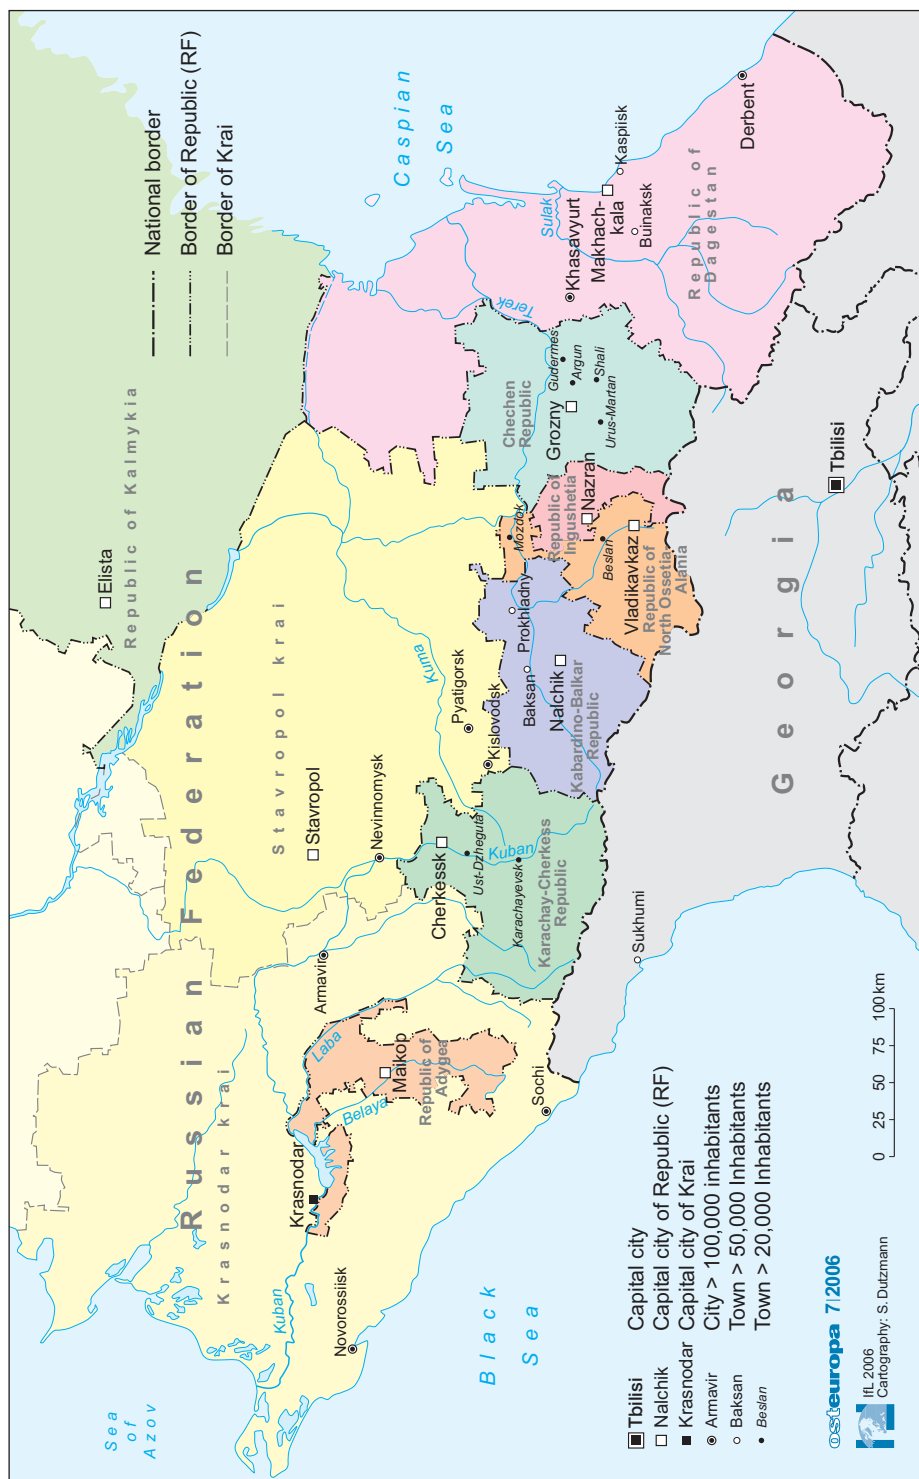 Sea
of
Azov
Russian Federation
Krasnodar krai
Stavropol krai
Republic of Kalmykia
Elista
National border
Border of Republic (RF)
Border of Krai
Caspian
Sea
Kuban
Krasnodar
Novorossiisk
Laba
Belaya
Maikop
Republic of
Adygea
Armavir
Sochi
Stavropol
Nevinnomysk
Cherkessk
Ust-Dzheguta
Kuban
Karachayevsk
Karachay-Cherkess
Republic
Kuma
Pyatigorsk
Kislovodsk
Prokhladny
Baksan
Nalchik
Kabardino-Balkar
Republic
Mozdok
Republic of
Ingushetia
Nazran
Beslan
Vladikavkaz
Republic of
North Ossetia-
Alania
Chechen
Republic
Grozny
Gudermes
Argun
Shali
Urus-Martan
Terek
Sulak
Khasavyurt
Makhach-
kala
Kaspiisk
Buinaksk
Republic of
Dagestan
Derbent
Black
Sea
Sukhumi
Georgia
Tbilisi
Tbilisi Capital city
Nalchik Capital city of Republic (RF)
Krasnodar Capital city of Krai
Armavir City > 100,000 inhabitants
Baksan Town > 50,000 Inhabitants
Beslan Town > 20,000 Inhabitants
0 25 50 75 100 km
osteuropa 7|2006
IfL 2006
Cartography: S. Dutzmann